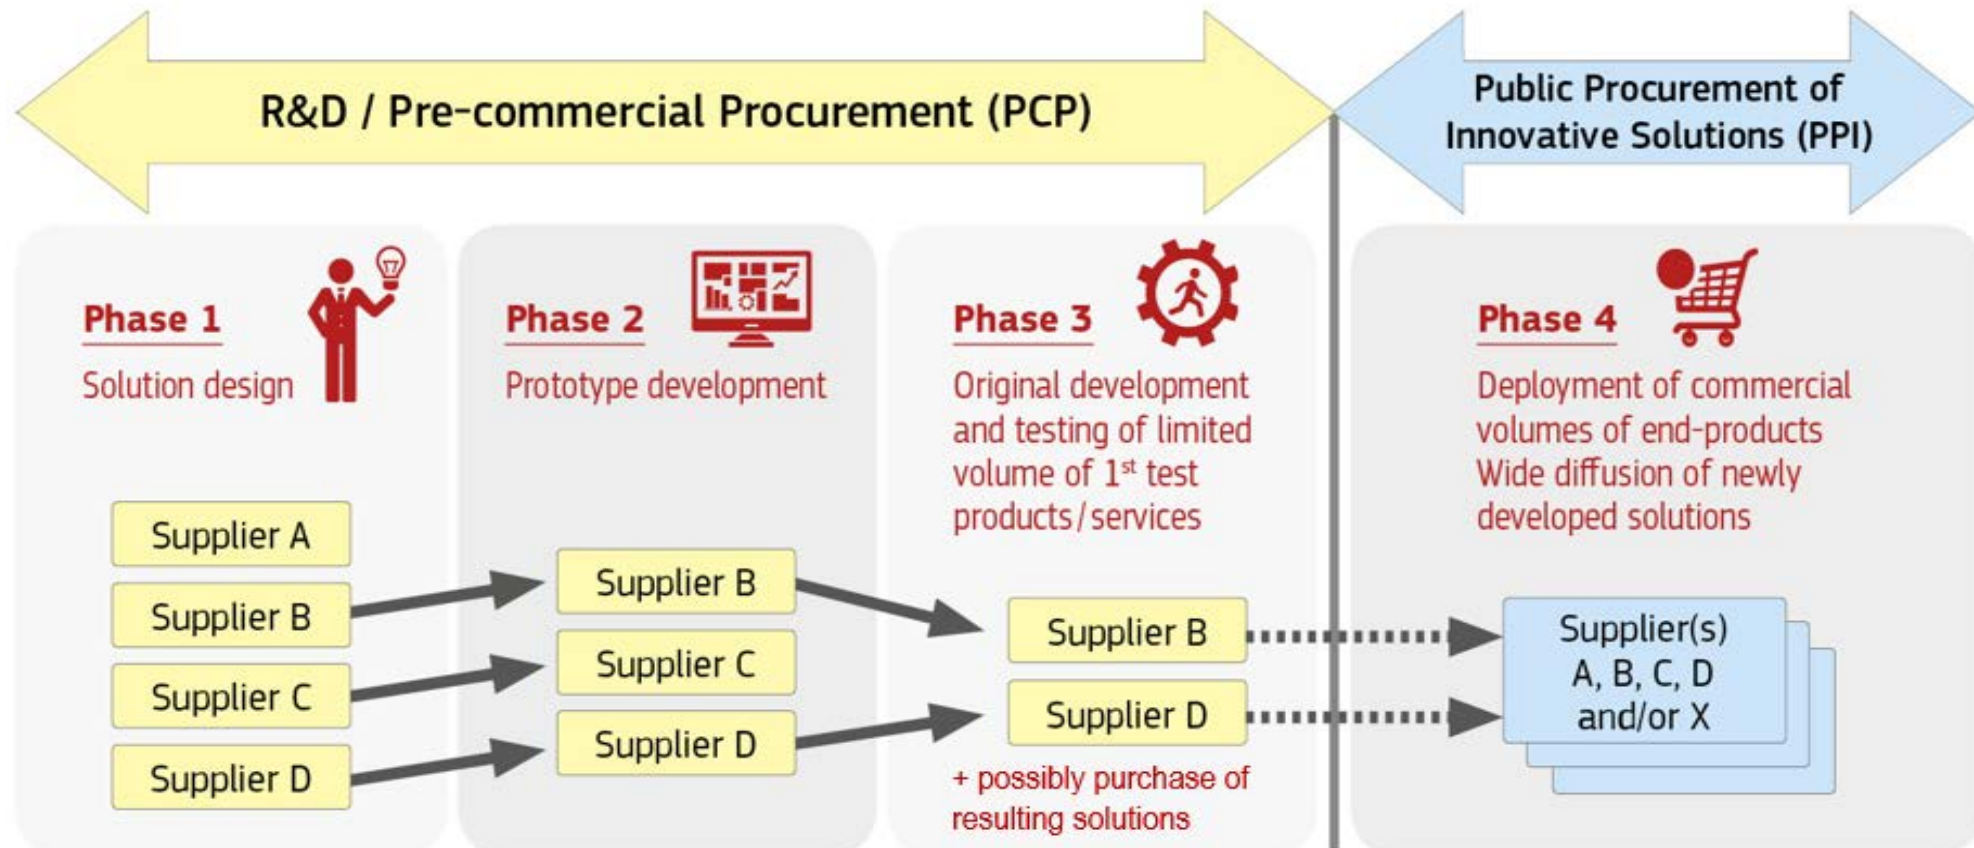 R&D / Pre-commercial Procurement (PCP)
Public Procurement of
Innovative Solutions (PPI)
Phase 1
Solution design
Supplier A
Supplier B
Supplier C
Supplier D
Phase 2
Prototype development
Supplier B
Supplier C
Supplier D
Phase 3
Original development
and testing of limited
volume of 1st test
products/services
Supplier B
Supplier D
+ possibly purchase of
resulting solutions
Phase 4
Deployment of commercial
volumes of end-products
Wide diffusion of newly
developed solutions
Supplier(s)
A, B, C, D
and/or X